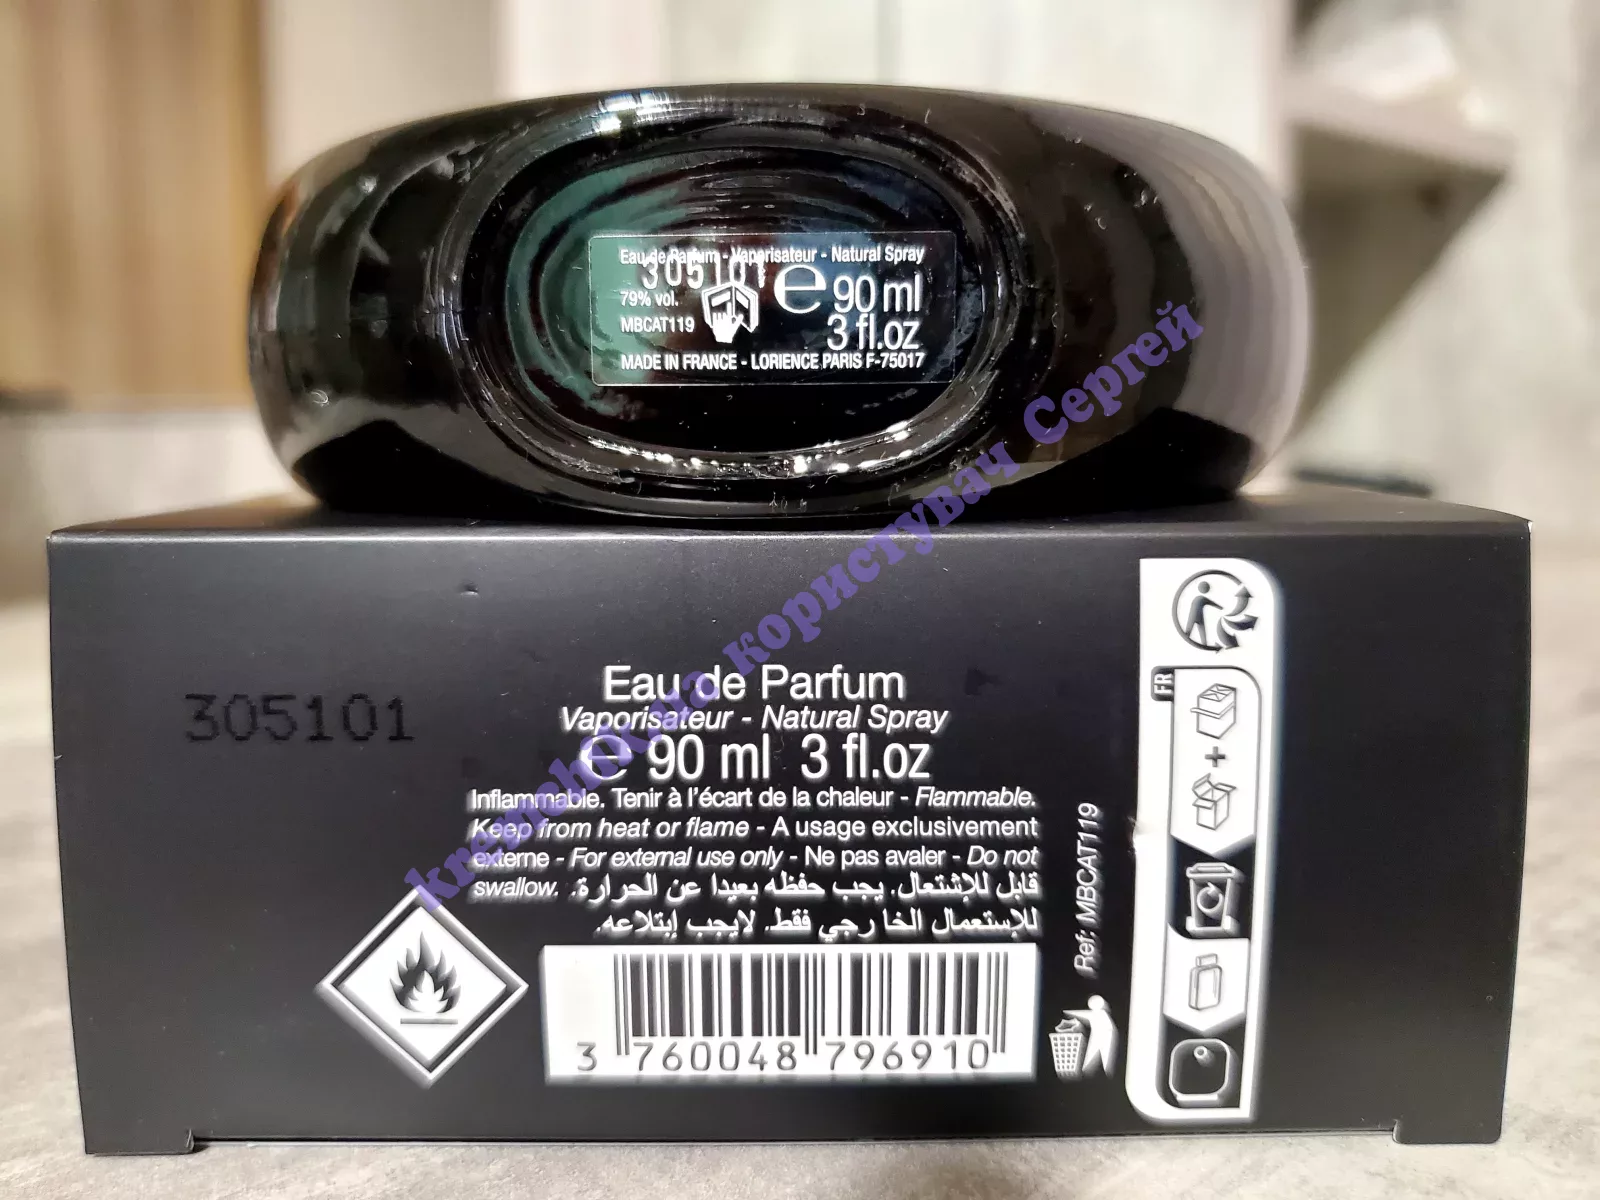 Eau de Parfum - Vaporisateur - Natural Spray
305101
79% vol.
e 90 ml
MBCAT119
3 fl.oz
MADE IN FRANCE - LORIENCE PARIS F-75017
kremehik.ua користувач Сергей
305101
Eau de Parfum
Vaporisateur - Natural Spray
e 90 ml 3 fl.oz
Inflammable. Tenir à l'écart de la chaleur - Flammable.
Keep from heat or flame - A usage exclusivement
externe - For external use only - Ne pas avaler - Do not
swallow. قابل للإشتعال. يجب حفظه بعيدا عن الحرارة.
للإستعمال الخارجي فقط. لايجب إبتلاعه.
Ref: MBCAT119
FR
+
3 760048 796910